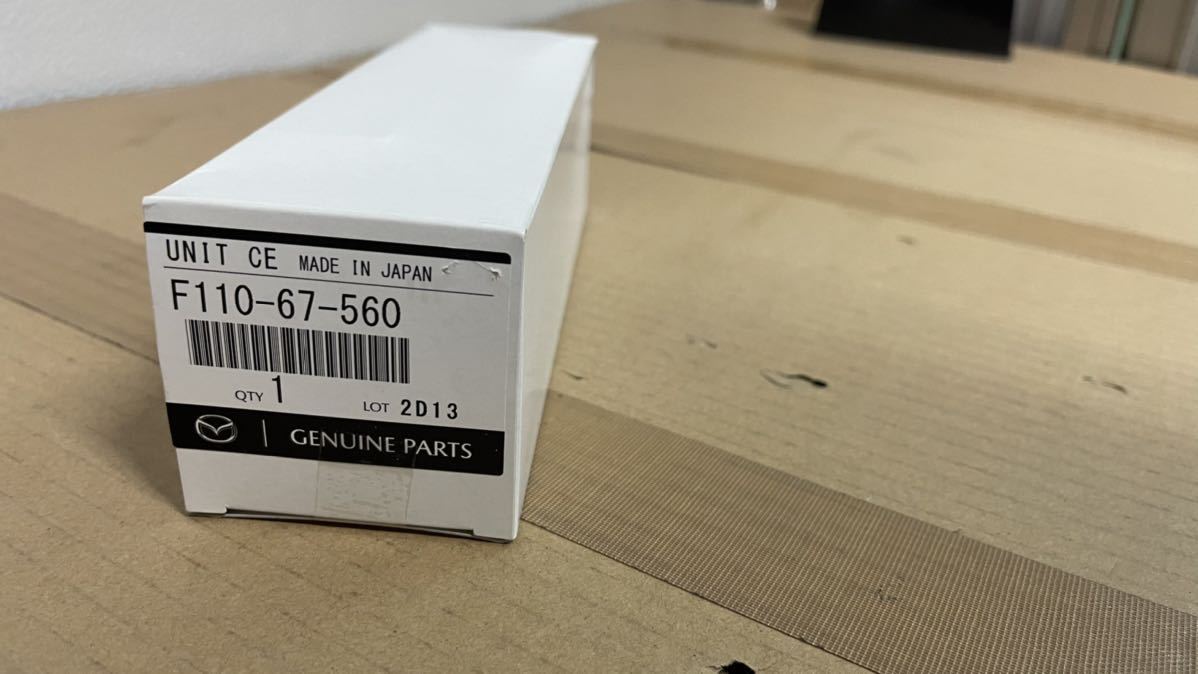 UNIT CE MADE IN JAPAN
F110-67-560
QTY 1 LOT 2D13
GENUINE PARTS